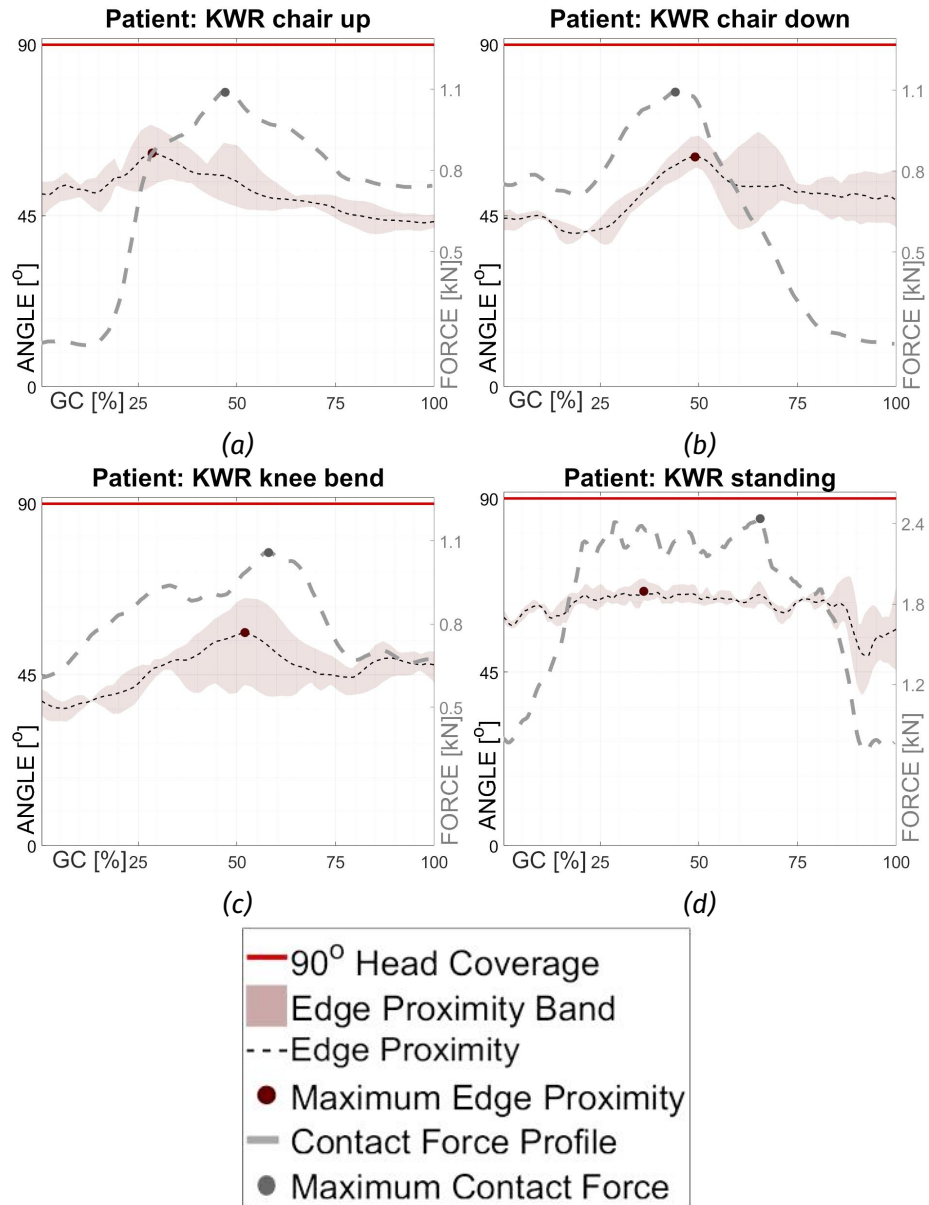 Patient: KWR chair up
90
45
0
ANGLE [o]
1.1
0.8
0.5
FORCE [kN]
GC [%] 25 50 75 100
(a)
Patient: KWR chair down
90
45
0
ANGLE [o]
1.1
0.8
0.5
FORCE [kN]
GC [%] 25 50 75 100
(b)
Patient: KWR knee bend
90
45
0
ANGLE [o]
1.1
0.8
0.5
FORCE [kN]
GC [%] 25 50 75 100
(c)
Patient: KWR standing
90
45
0
ANGLE [o]
2.4
1.8
1.2
FORCE [kN]
GC [%] 25 50 75 100
(d)
90o Head Coverage
Edge Proximity Band
Edge Proximity
Maximum Edge Proximity
Contact Force Profile
Maximum Contact Force